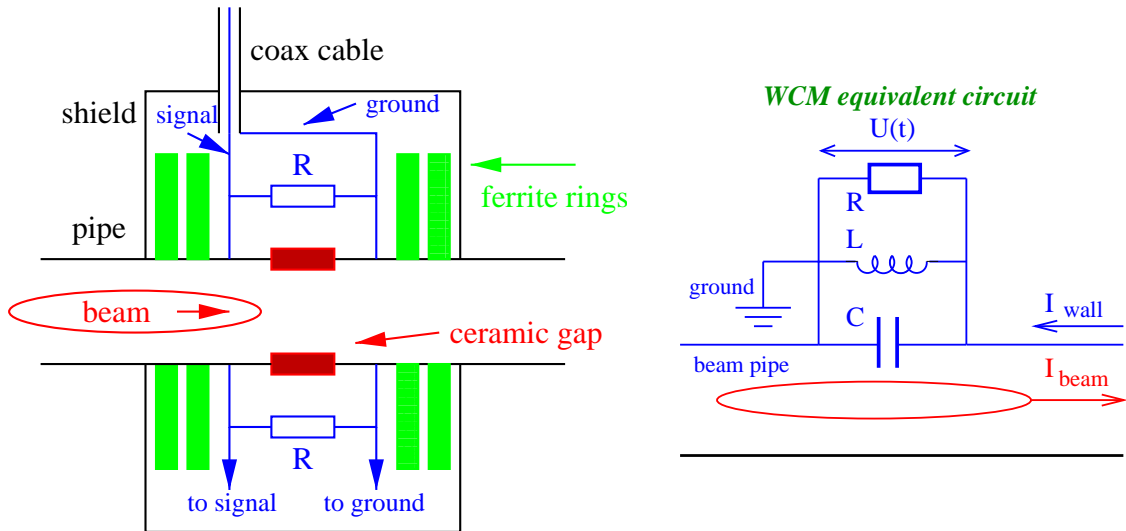 coax cable
shield
signal
ground
R
ferrite rings
pipe
beam
ceramic gap
R
to signal
to ground
WCM equivalent circuit
U(t)
R
L
ground
C
I wall
beam pipe
I beam